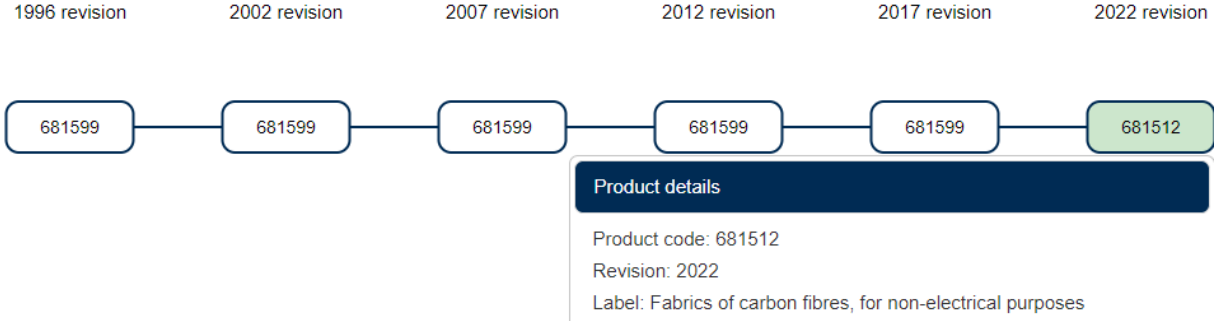 1996 revision 2002 revision 2007 revision 2012 revision 2017 revision 2022 revision
681599 681599 681599 681599 681599 681512
Product details
Product code: 681512
Revision: 2022
Label: Fabrics of carbon fibres, for non-electrical purposes